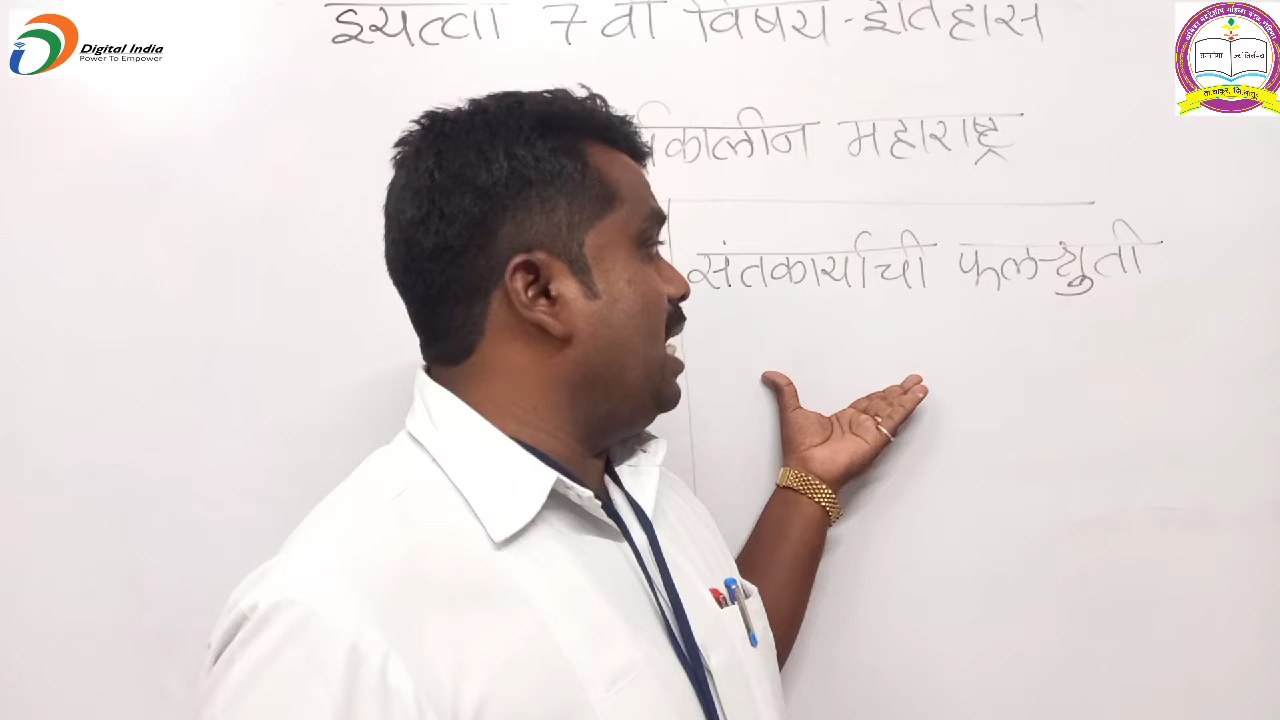 Digital India
Power To Empower
इयत्ता 7 वी विषय - इतिहास
महाराष्ट्र
संतकार्याची फलश्रुती